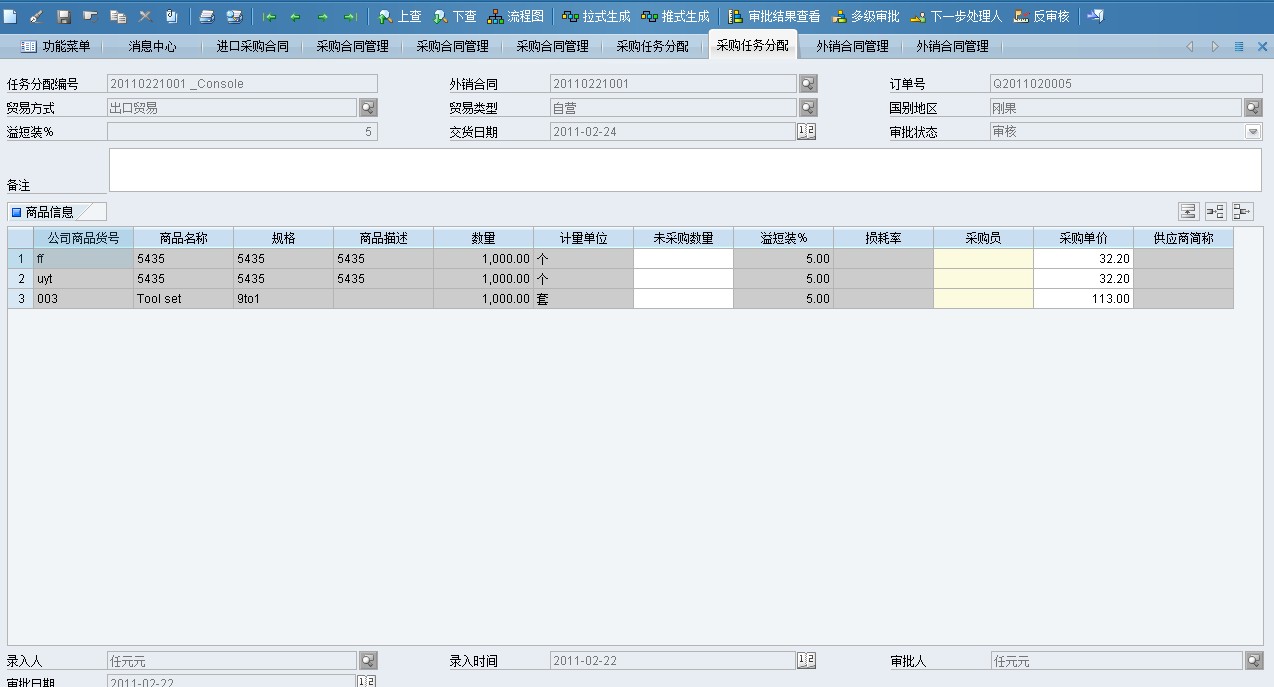 上查 下查 流程图 拉式生成 推式生成 审批结果查看 多级审批 下一步处理人 反审核
功能菜单 消息中心 进口采购合同 采购合同管理 采购合同管理 采购合同管理 采购任务分配 采购任务分配 外销合同管理 外销合同管理
任务分配编号 20110221001 _Console 外销合同 20110221001 订单号 Q2011020005
贸易方式 出口贸易 贸易类型 自营 国别地区 刚果
溢短装% 5 交货日期 2011-02-24 审批状态 审核
备注
商品信息
公司商品货号 商品名称 规格 商品描述 数量 计量单位 未采购数量 溢短装% 损耗率 采购员 采购单价 供应商简称
1 ff 5435 5435 5435 1,000.00 个 5.00 32.20
2 uyt 5435 5435 5435 1,000.00 个 5.00 32.20
3 003 Tool set 9to1 1,000.00 套 5.00 113.00
录入人 任元元 录入时间 2011-02-22 审批人 任元元
审批日期 2011-02-22